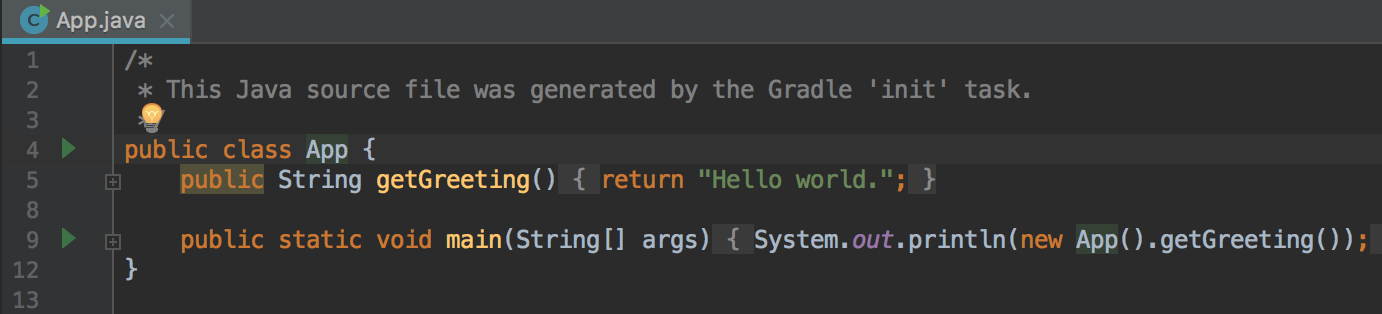 C App.java ×
1 /*
2 * This Java source file was generated by the Gradle 'init' task.
3
4 public class App {
5 public String getGreeting() { return "Hello world."; }
8
9 public static void main(String[] args) { System.out.println(new App().getGreeting());
12 }
13